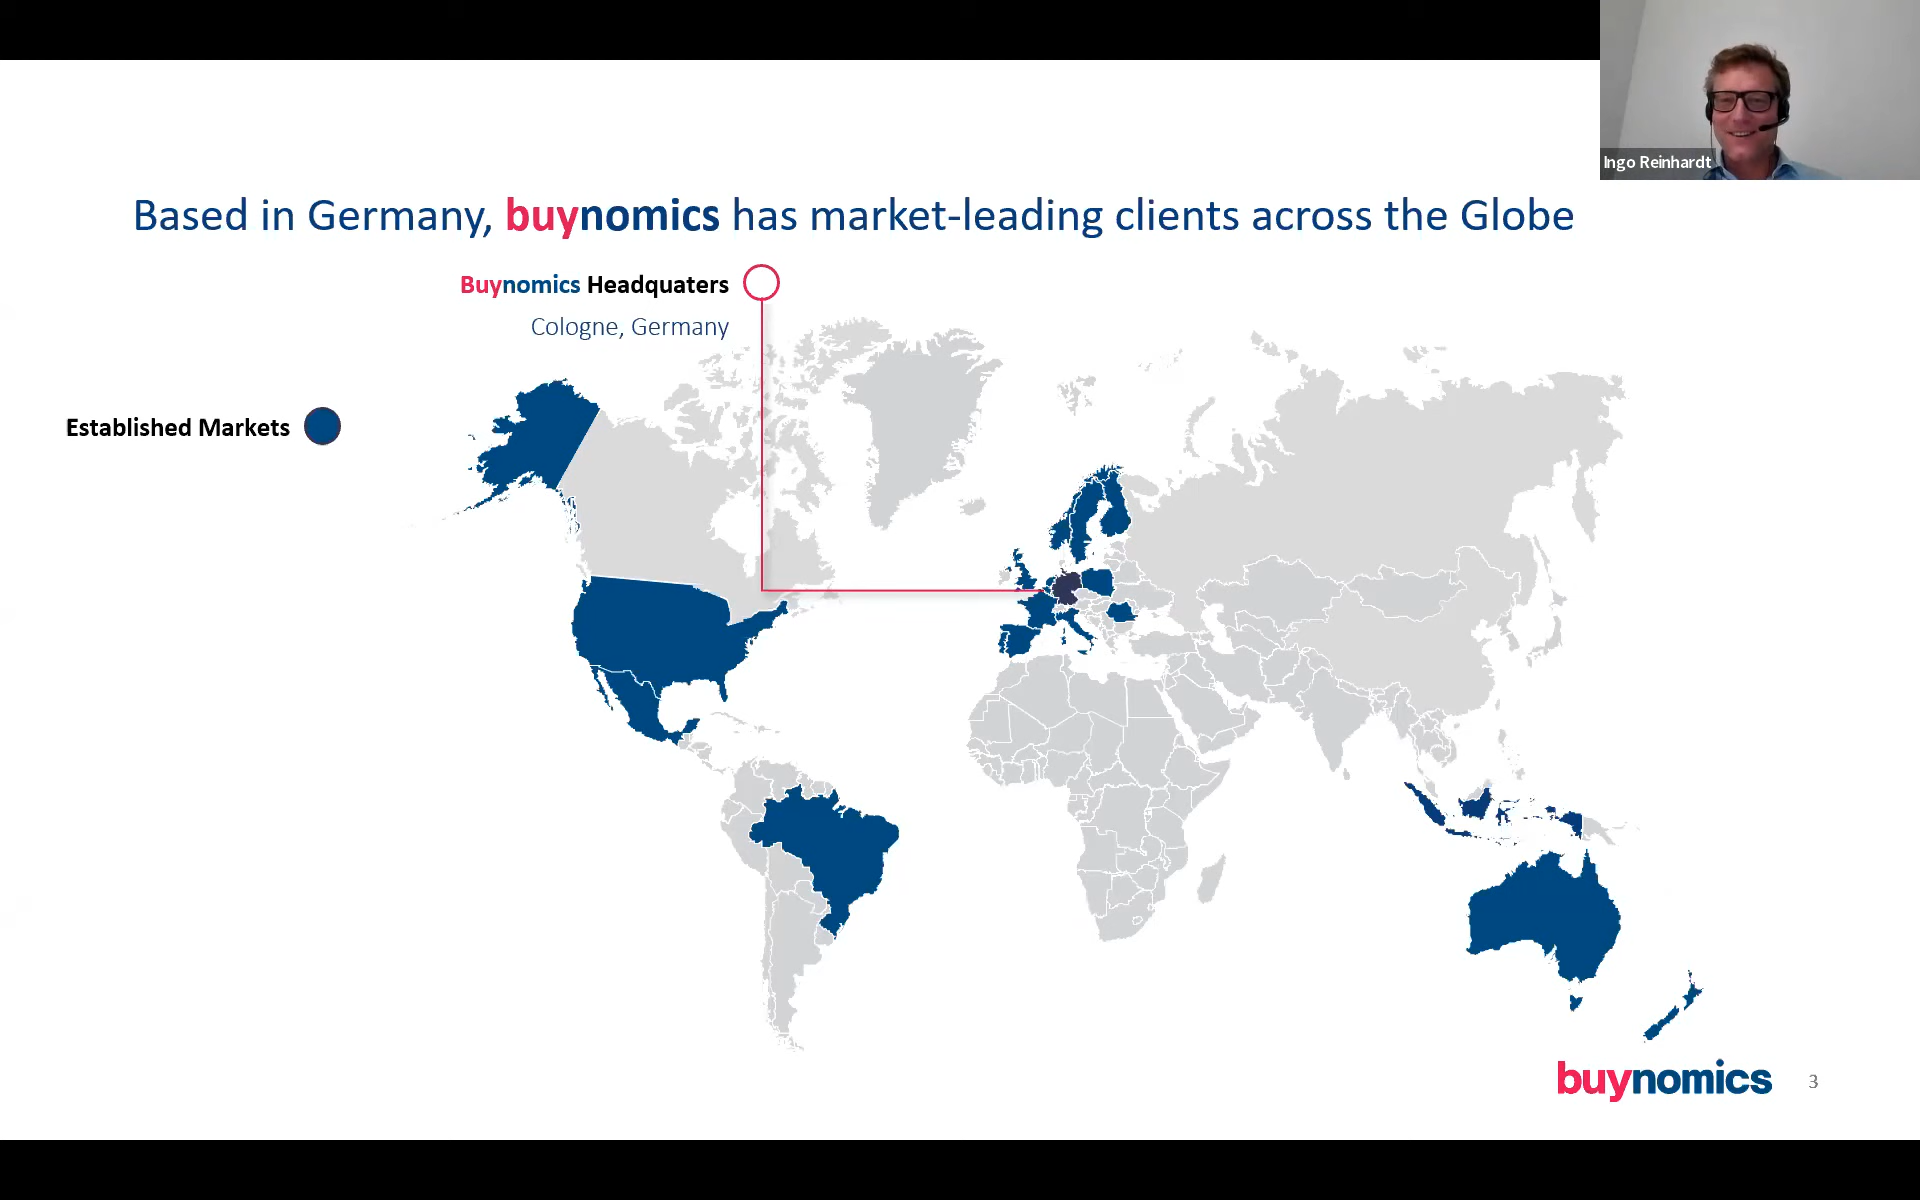 Ingo Reinhardt
Based in Germany, buynomics has market-leading clients across the Globe
Buynomics Headquaters
Cologne, Germany
Established Markets
buynomics
3